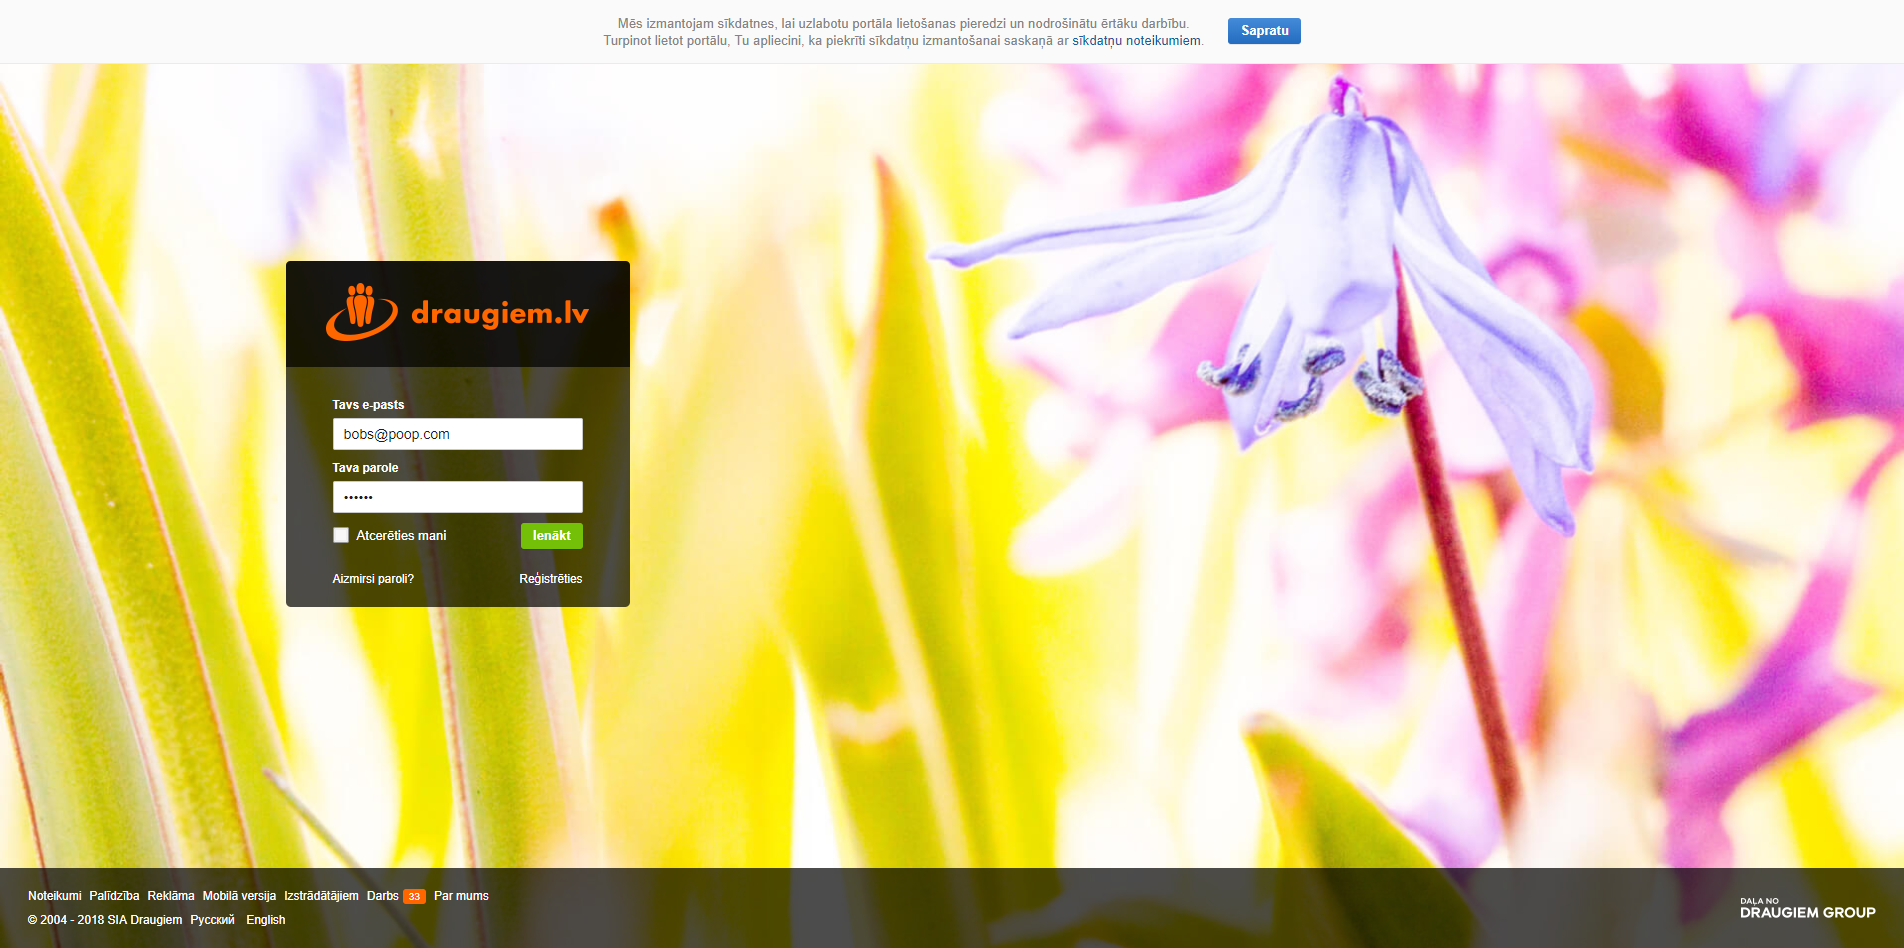 Mēs izmantojam sīkdatnes, lai uzlabotu portāla lietošanas pieredzi un nodrošinātu ērtāku darbību.
Turpinot lietot portālu, Tu apliecini, ka piekrīti sīkdatņu izmantošanai saskaņā ar sīkdatņu noteikumiem.
Sapratu
draugiem.lv
Tavs e-pasts
bobs@poop.com
Tava parole
••••••
Atcerēties mani
Ienākt
Aizmirsi paroli?
Reģistrēties
Noteikumi Palīdzība Reklāma Mobilā versija Izstrādātājiem Darbs 33 Par mums
© 2004 - 2018 SIA Draugiem Русский English
DAĻA NO
DRAUGIEM GROUP